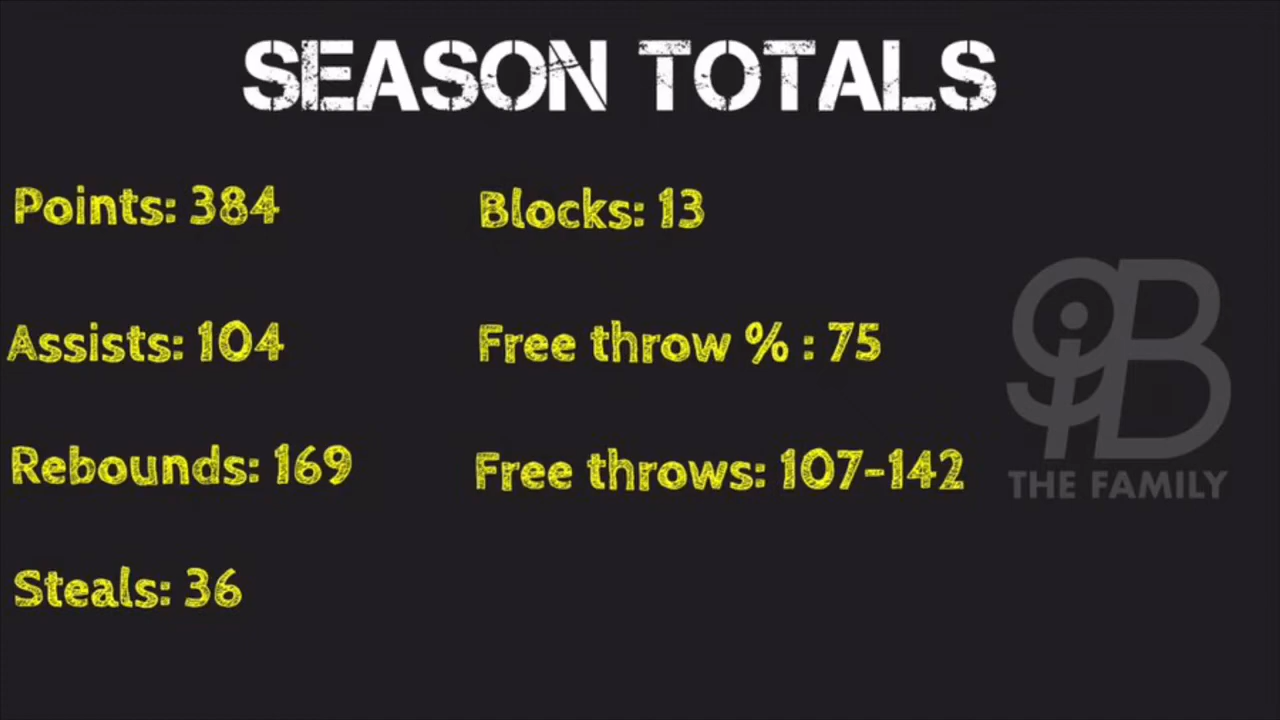 SEASON TOTALS
Points: 384
Blocks: 13
Assists: 104
Free throw % : 75
Rebounds: 169
Free throws: 107-142
Steals: 36
THE FAMILY